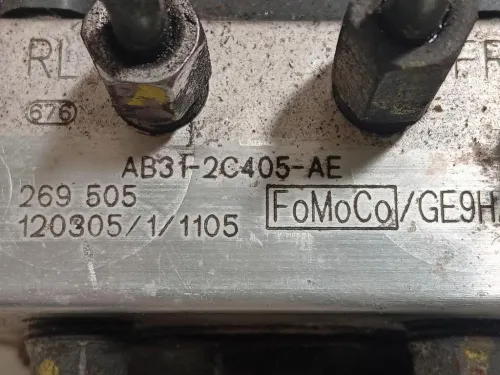 RL FR
676
AB31-2C405-AE
269 505 FoMoCo/GE9H
120305/1/1105